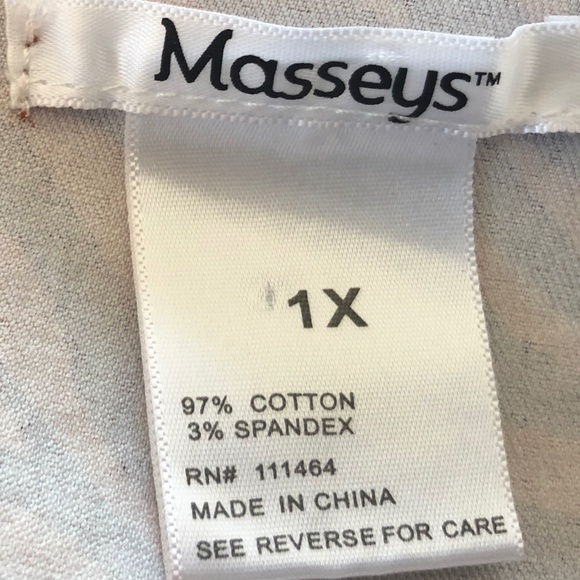 Masseys™
1X
97% COTTON
3% SPANDEX
RN# 111464
MADE IN CHINA
SEE REVERSE FOR CARE